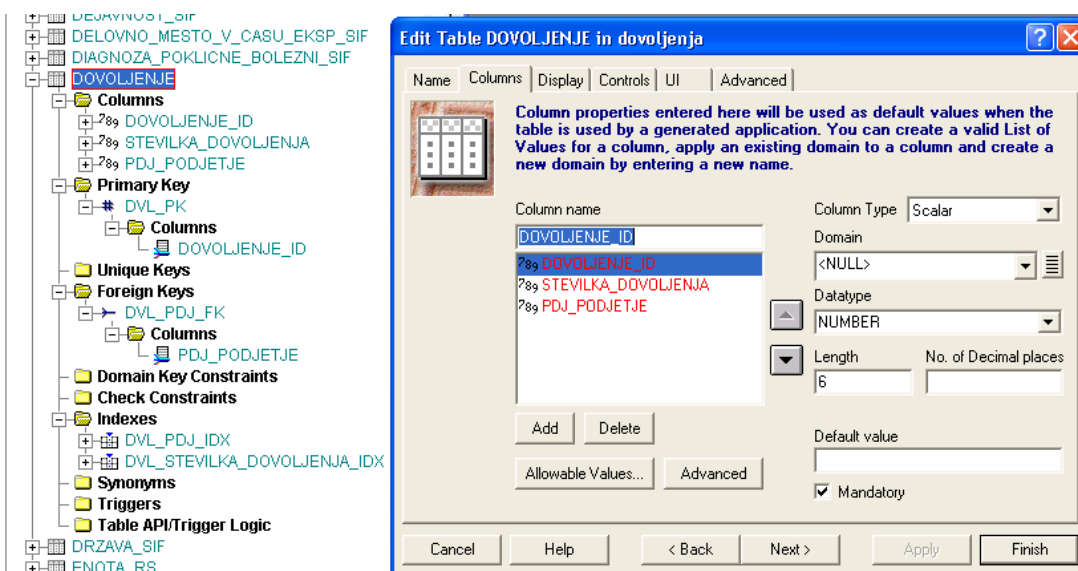 DEJAVNOST_SIF
DELOVNO_MESTO_V_CASU_EKSP_SIF
DIAGNOZA_POKLICNE_BOLEZNI_SIF
DOVOLJENJE
Columns
789 DOVOLJENJE_ID
789 STEVILKA_DOVOLJENJA
789 PDJ_PODJETJE
Primary Key
# DVL_PK
Columns
DOVOLJENJE_ID
Unique Keys
Foreign Keys
DVL_PDJ_FK
Columns
PDJ_PODJETJE
Domain Key Constraints
Check Constraints
Indexes
DVL_PDJ_IDX
DVL_STEVILKA_DOVOLJENJA_IDX
Synonyms
Triggers
Table API/Trigger Logic
DRZAVA_SIF
ENOTA_RS
Edit Table DOVOLJENJE in dovoljenja
Name Columns Display Controls UI Advanced
Column properties entered here will be used as default values when the
table is used by a generated application. You can create a valid List of
Values for a column, apply an existing domain to a column and create a
new domain by entering a new name.
Column name
DOVOLJENJE_ID
789 DOVOLJENJE_ID
789 STEVILKA_DOVOLJENJA
789 PDJ_PODJETJE
Add Delete
Allowable Values... Advanced
Column Type Scalar
Domain
<NULL>
Datatype
NUMBER
Length No. of Decimal places
6
Default value
Mandatory
Cancel Help < Back Next > Apply Finish